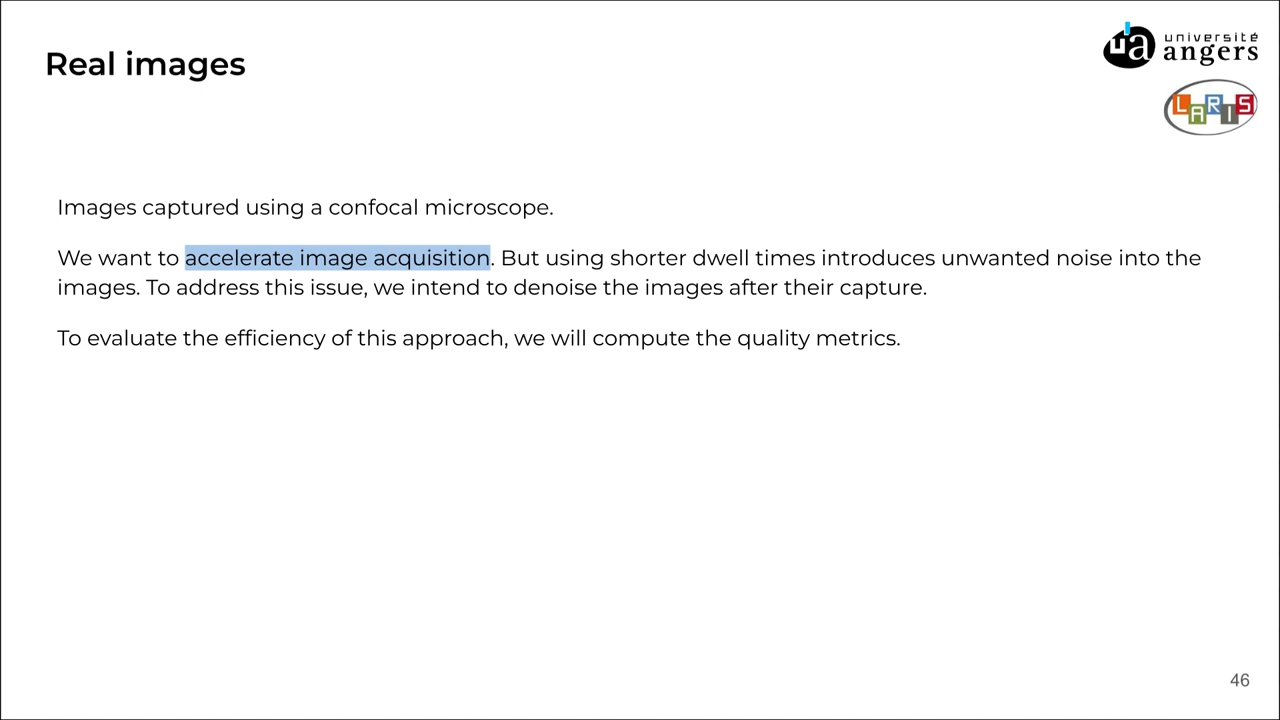 Real images
université
angers
LARIS
Images captured using a confocal microscope.
We want to accelerate image acquisition. But using shorter dwell times introduces unwanted noise into the
images. To address this issue, we intend to denoise the images after their capture.
To evaluate the efficiency of this approach, we will compute the quality metrics.
46